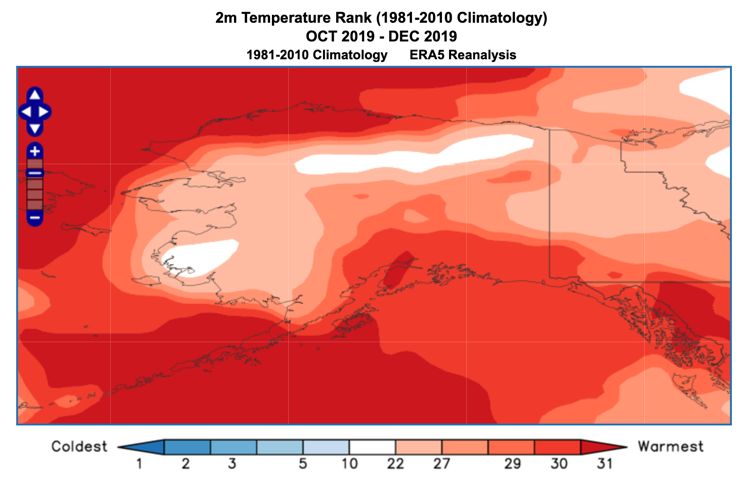 2m Temperature Rank (1981-2010 Climatology)
OCT 2019 - DEC 2019
1981-2010 Climatology ERA5 Reanalysis
+
−
Coldest Warmest
1 2 3 5 10 22 27 29 30 31